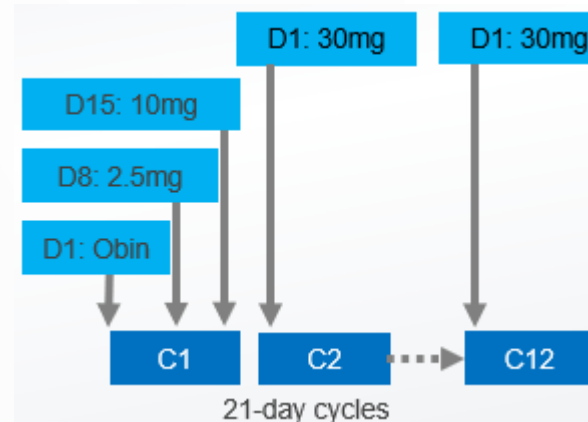 D1: 30mg
D1: 30mg
D15: 10mg
D8: 2.5mg
D1: Obin
C1
C2
C12
21-day cycles